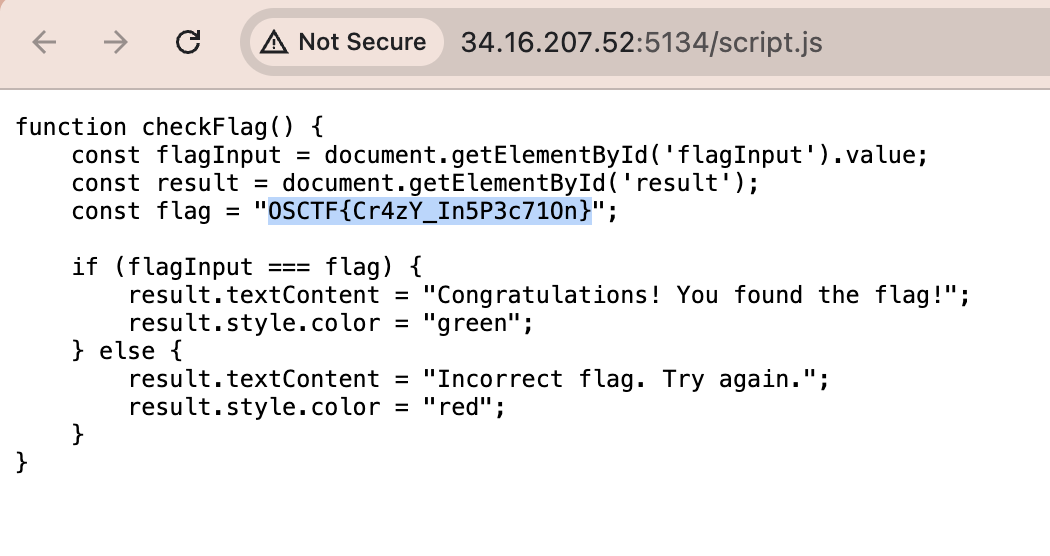 Not Secure 34.16.207.52:5134/script.js
function checkFlag() {
    const flagInput = document.getElementById('flagInput').value;
    const result = document.getElementById('result');
    const flag = "OSCTF{Cr4zY_In5P3c71On}";

    if (flagInput === flag) {
        result.textContent = "Congratulations! You found the flag!";
        result.style.color = "green";
    } else {
        result.textContent = "Incorrect flag. Try again.";
        result.style.color = "red";
    }
}